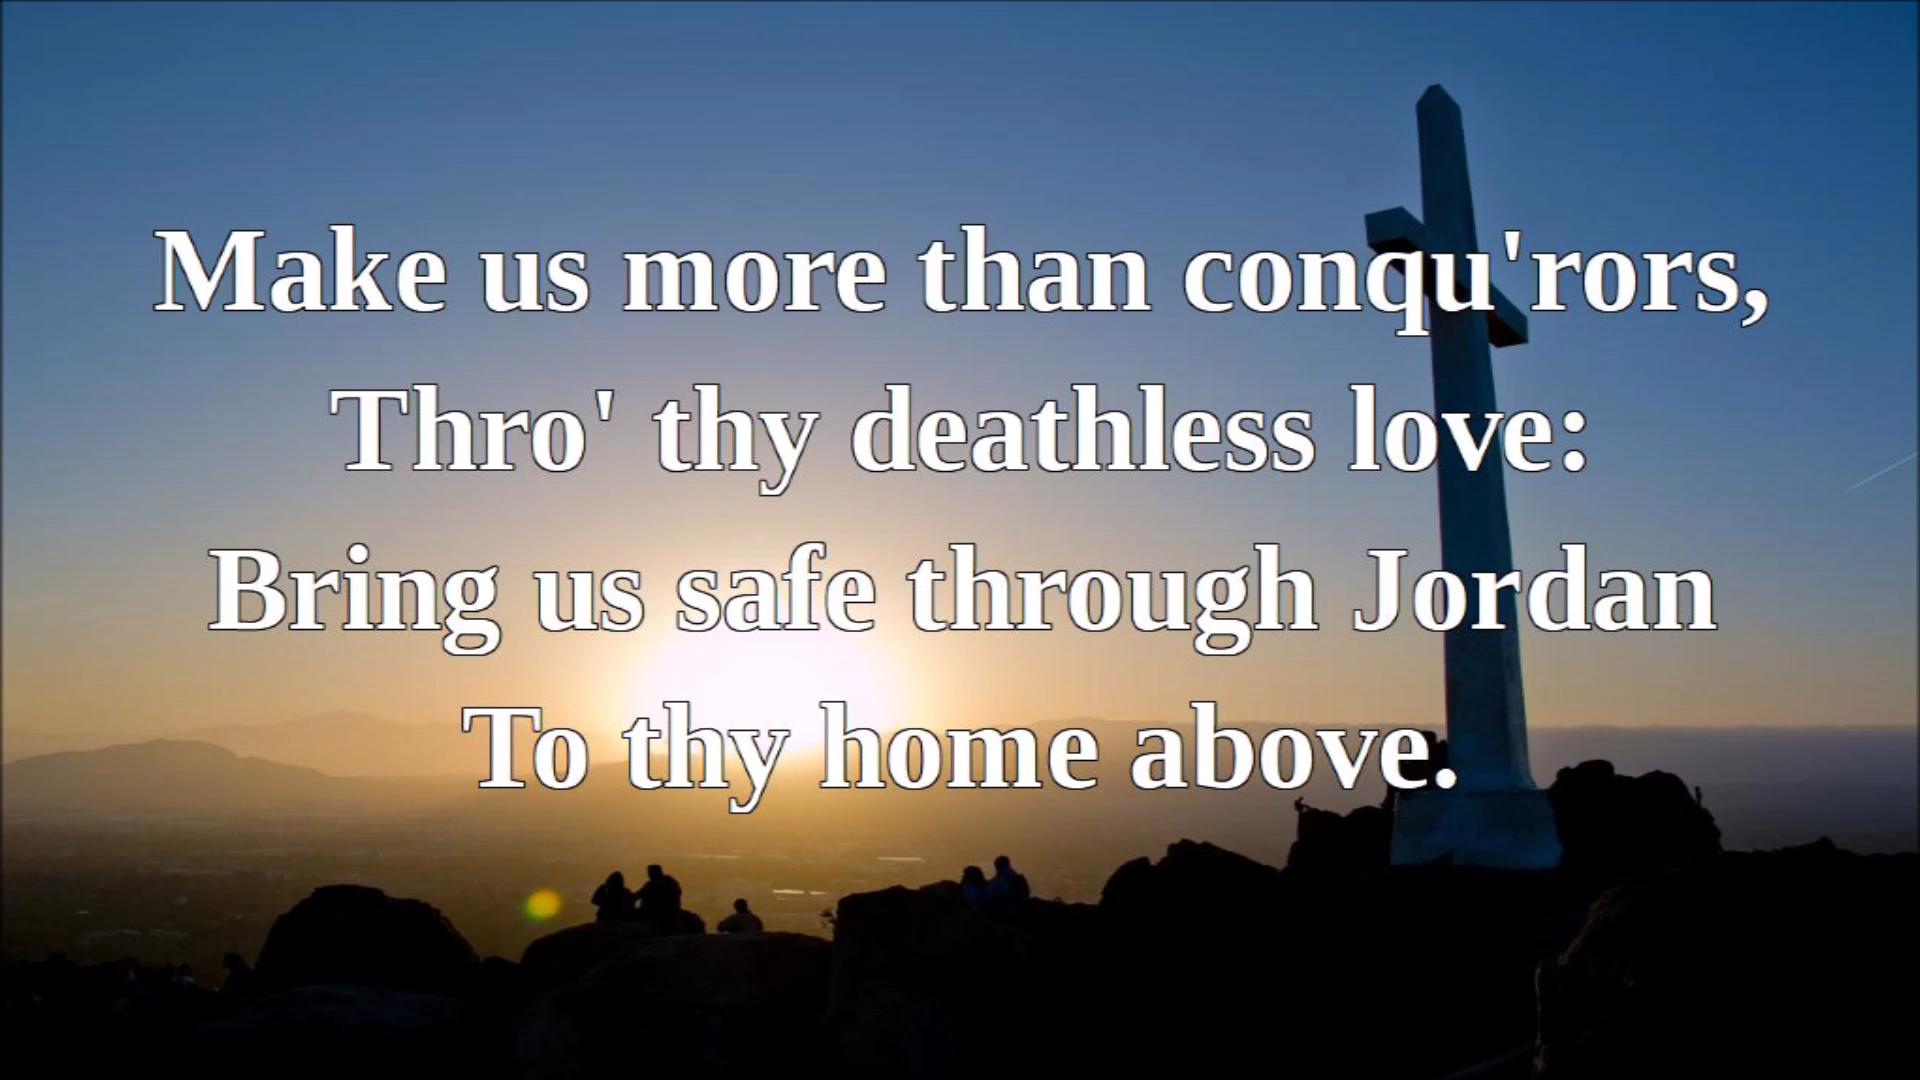 Make us more than conqu'rors,
Thro' thy deathless love:
Bring us safe through Jordan
To thy home above.